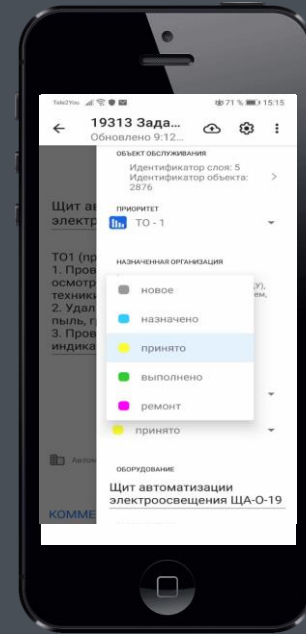 Tele2You 71 % 15:15
19313 Зада...
Обновлено 9:12...
ОБЪЕКТ ОБСЛУЖИВАНИЯ
Идентификатор слоя: 5
Идентификатор объекта:
2876
Щит ав
электр
ПРИОРИТЕТ
ТО - 1
ТО1 (пр
1. Пров
осмотр
техники
2. Удал
пыль, г
3. Пров
индика
НАЗНАЧЕННАЯ ОРГАНИЗАЦИЯ
новое
назначено
принято
выполнено
ремонт
принято
Автом
ОБОРУДОВАНИЕ
Щит автоматизации
электроосвещения ЩА-О-19
КОММЕ